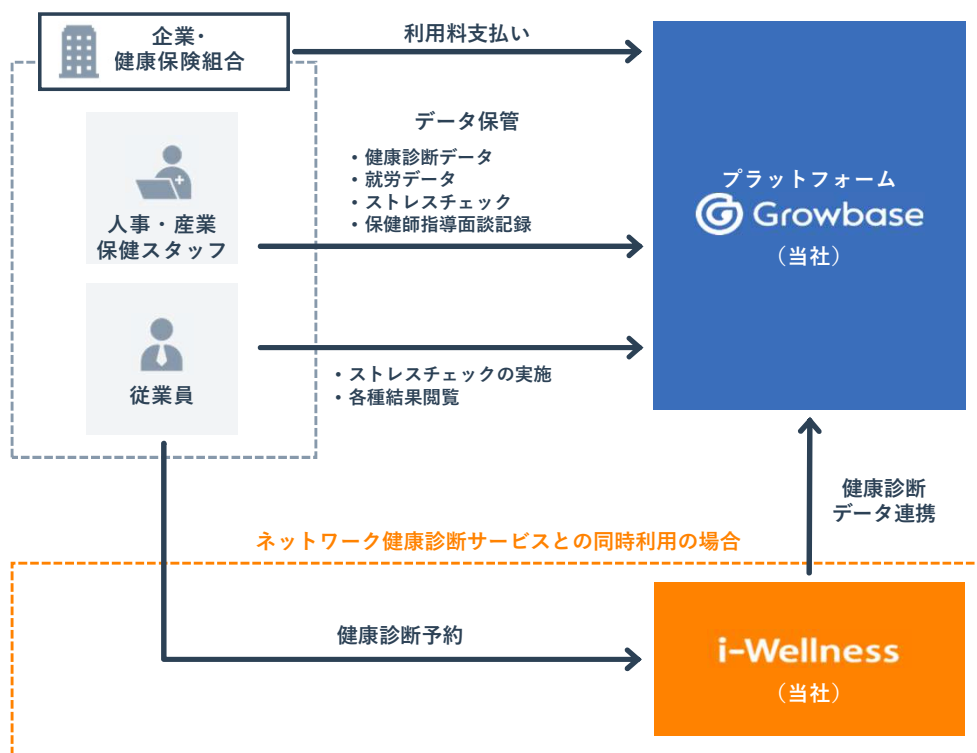 企業・
健康保険組合
利用料支払い
データ保管
・健康診断データ
・就労データ
・ストレスチェック
・保健師指導面談記録
人事・産業
保健スタッフ
プラットフォーム
Growbase
（当社）
・ストレスチェックの実施
・各種結果閲覧
従業員
健康診断
データ連携
ネットワーク健康診断サービスとの同時利用の場合
健康診断予約
i-Wellness
（当社）